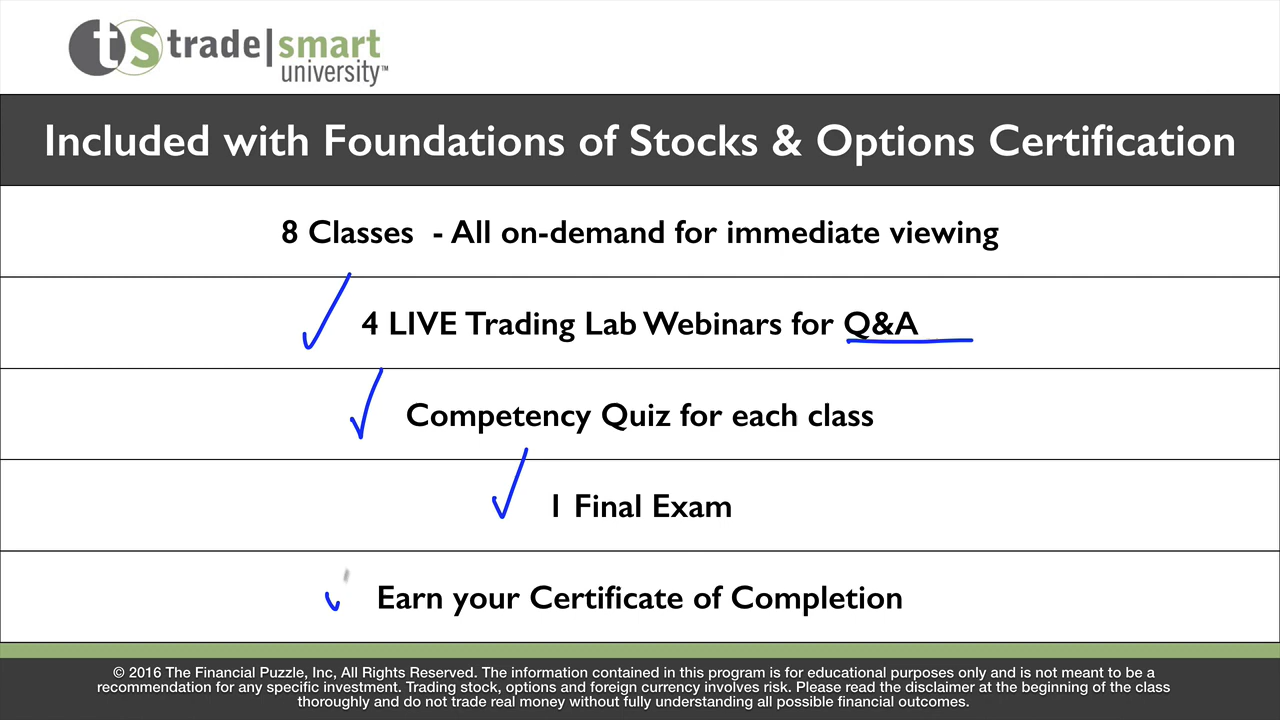 ts trade|smart
university™
Included with Foundations of Stocks & Options Certification
8 Classes - All on-demand for immediate viewing
4 LIVE Trading Lab Webinars for Q&A
Competency Quiz for each class
1 Final Exam
Earn your Certificate of Completion
© 2016 The Financial Puzzle, Inc, All Rights Reserved. The information contained in this program is for educational purposes only and is not meant to be a
recommendation for any specific investment. Trading stock, options and foreign currency involves risk. Please read the disclaimer at the beginning of the class
thoroughly and do not trade real money without fully understanding all possible financial outcomes.